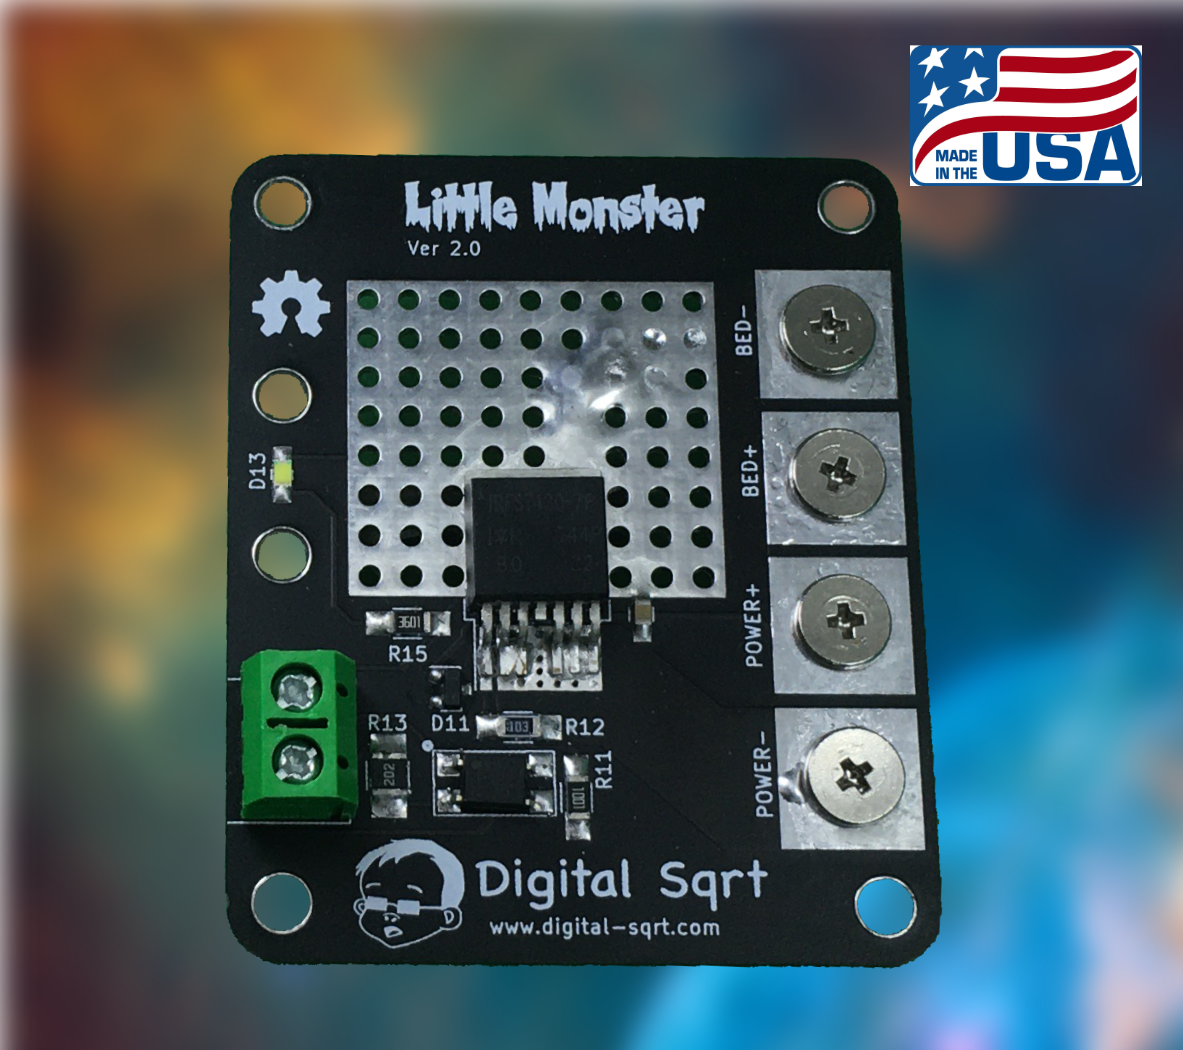 MADE
IN THE
USA
Little Monster
Ver 2.0
BED-
D13
BED+
3601
R15
POWER+
R13
D11
103
R12
R11
202
1001
POWER-
Digital Sqrt
www.digital-sqrt.com